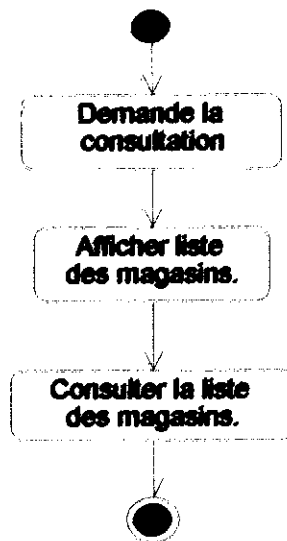 Demande la
consultation
Afficher liste
des magasins.
Consulter la liste
des magasins.